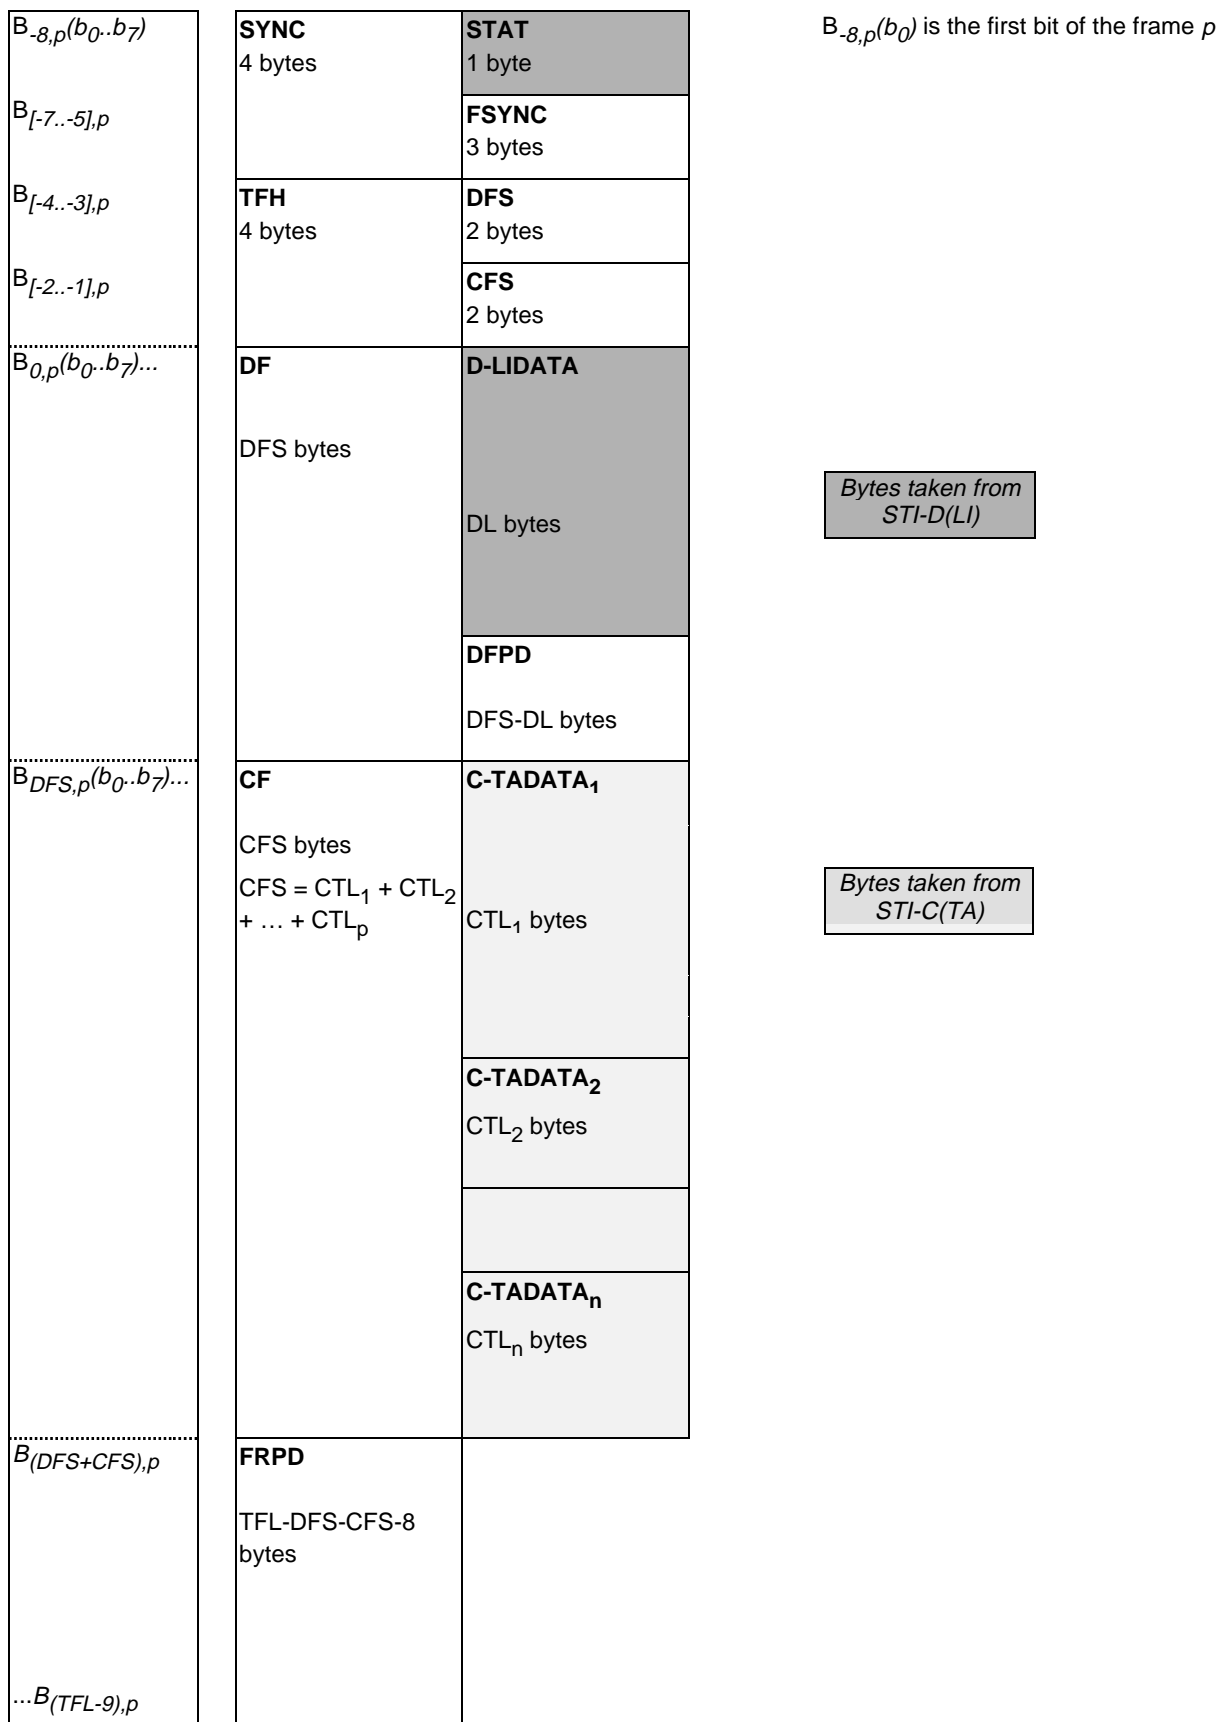 B-8,p(b0..b7) SYNC STAT B-8,p(b0) is the first bit of the frame p
4 bytes 1 byte
B[-7..-5],p FSYNC
3 bytes
B[-4..-3],p TFH DFS
4 bytes 2 bytes
B[-2..-1],p CFS
2 bytes
B0,p(b0..b7)... DF D-LIDATA
DFS bytes
Bytes taken from
STI-D(LI)
DL bytes
DFPD
DFS-DL bytes
BDFS,p(b0..b7)... CF C-TADATA1
CFS bytes
CFS = CTL1 + CTL2
+ … + CTLp
CTL1 bytes
Bytes taken from
STI-C(TA)
C-TADATA2
CTL2 bytes
C-TADATAn
CTLn bytes
B(DFS+CFS),p FRPD
TFL-DFS-CFS-8
bytes
...B(TFL-9),p